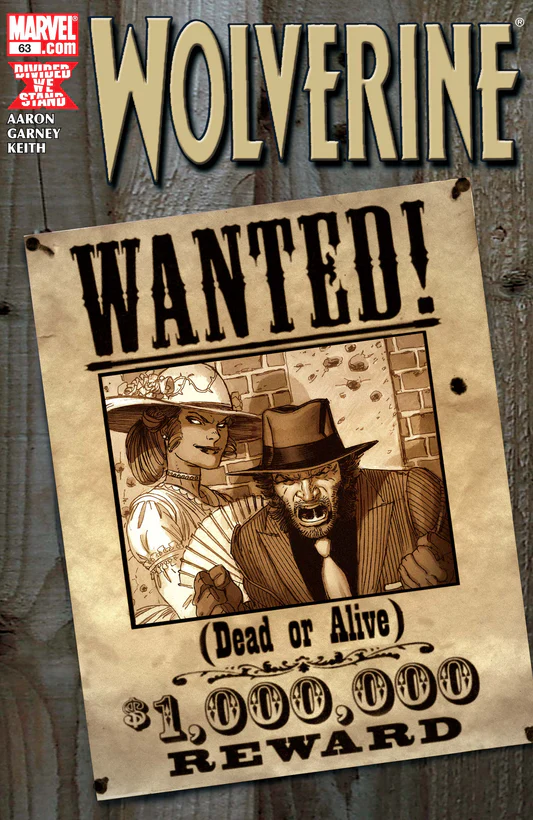 MARVEL
63 .com
DIVIDED
WE
STAND
AARON
GARNEY
KEITH
WOLVERINE®
WANTED!
(Dead or Alive)
$1,000,000
REWARD